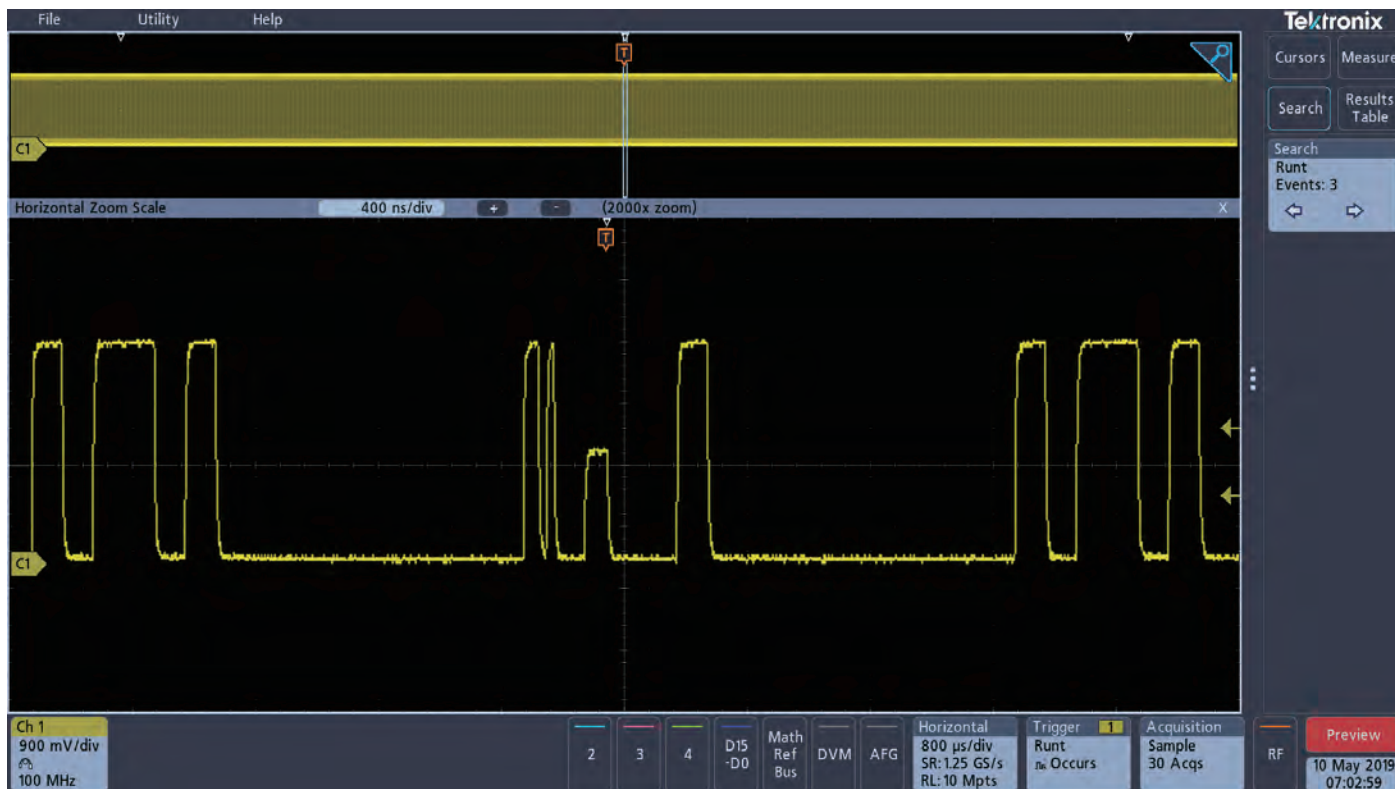 File Utility Help
Tektronix
Cursors Measure
Search Results Table
T
C1
Search
Runt
Events: 3
Horizontal Zoom Scale 400 ns/div + - (2000x zoom) X
T
C1
Ch 1
900 mV/div
100 MHz
2
3
4
D15
-D0
Math
Ref
Bus
DVM
AFG
Horizontal
800 µs/div
SR: 1.25 GS/s
RL: 10 Mpts
Trigger 1
Runt
Occurs
Acquisition
Sample
30 Acqs
RF
Preview
10 May 2019
07:02:59